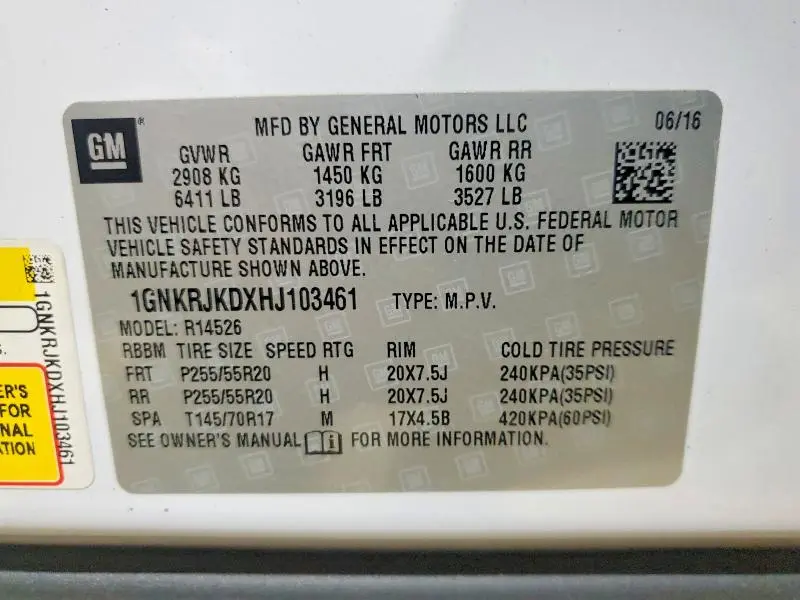 GM
MFD BY GENERAL MOTORS LLC 06/16
GVWR GAWR FRT GAWR RR
2908 KG 1450 KG 1600 KG
6411 LB 3196 LB 3527 LB
THIS VEHICLE CONFORMS TO ALL APPLICABLE U.S. FEDERAL MOTOR
VEHICLE SAFETY STANDARDS IN EFFECT ON THE DATE OF
MANUFACTURE SHOWN ABOVE.
1GNKRJKDXHJ103461 TYPE: M.P.V.
MODEL: R14526
RBBM TIRE SIZE SPEED RTG RIM COLD TIRE PRESSURE
FRT P255/55R20 H 20X7.5J 240KPA(35PSI)
RR P255/55R20 H 20X7.5J 240KPA(35PSI)
SPA T145/70R17 M 17X4.5B 420KPA(60PSI)
SEE OWNER'S MANUAL FOR MORE INFORMATION.
1GNKRJKDXHJ103461
ER'S
FOR
NAL
TION